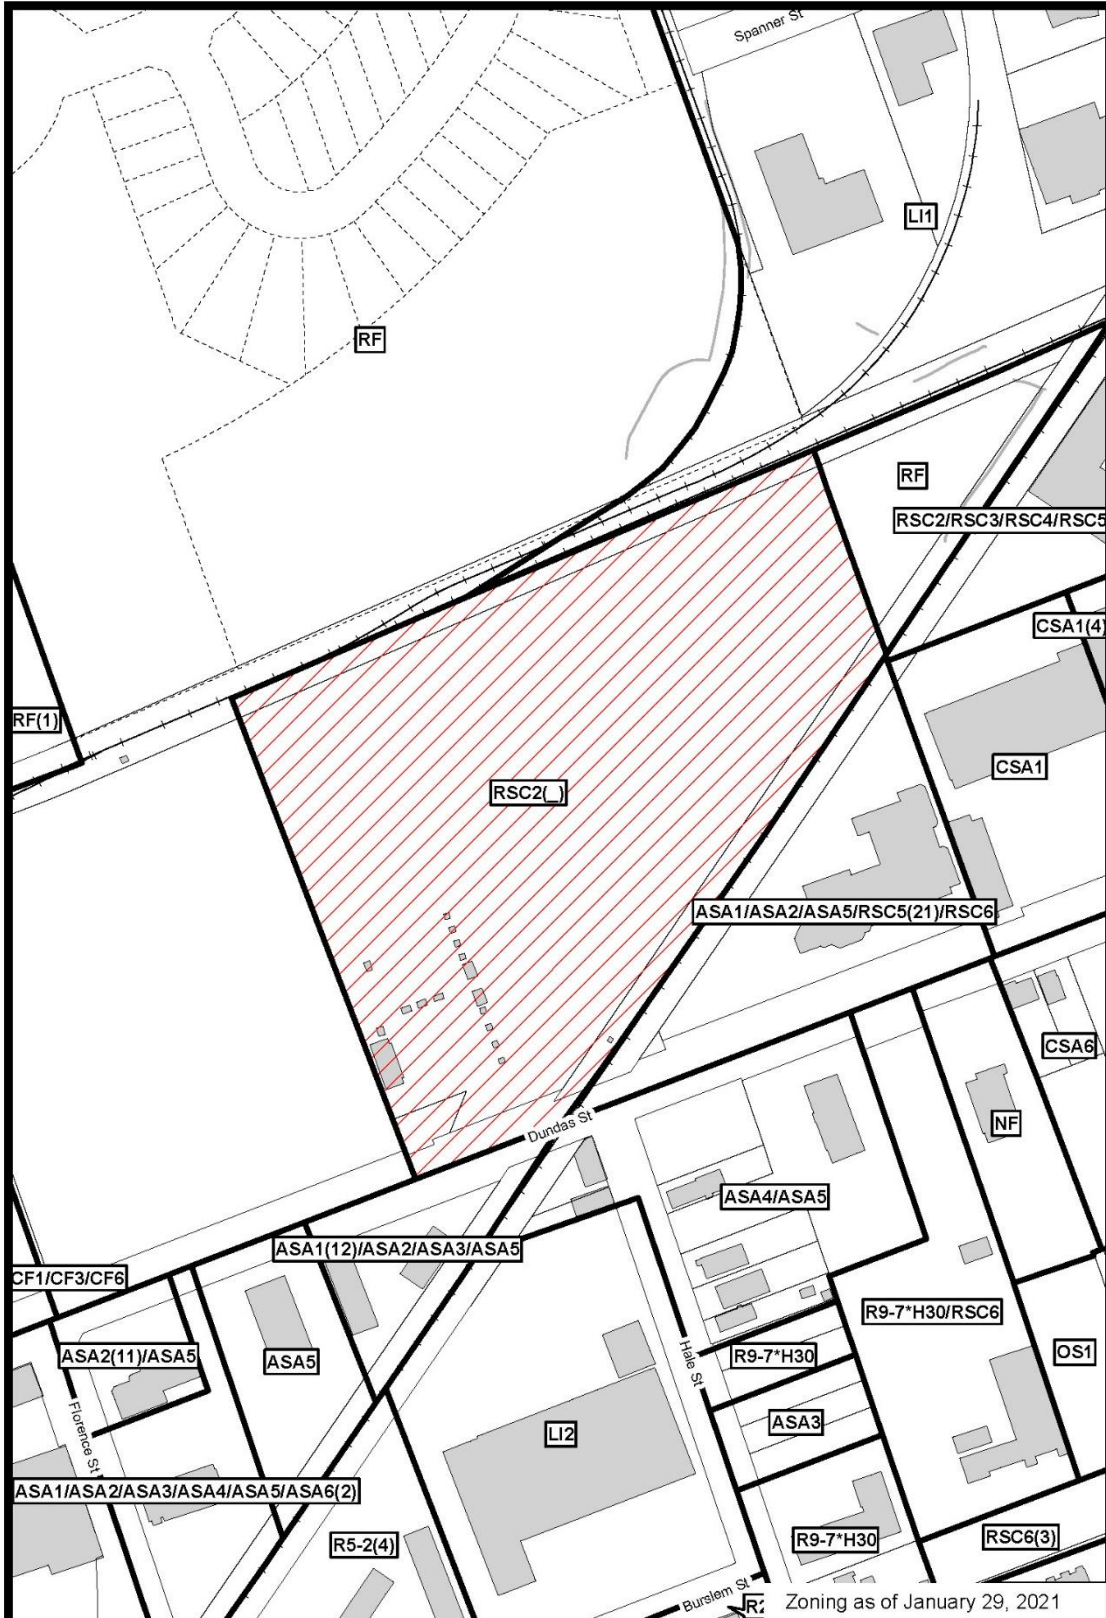 Spanner St
LI1
RF
RF
RSC2/RSC3/RSC4/RSC5
CSA1(4)
RF(1)
CSA1
RSC2(_)
ASA1/ASA2/ASA5/RSC5(21)/RSC6
CSA6
NF
Dundas St
ASA4/ASA5
ASA1(12)/ASA2/ASA3/ASA5
CF1/CF3/CF6
R9-7*H30/RSC6
ASA2(11)/ASA5
ASA5
Hale St
R9-7*H30
OS1
Florence St
ASA3
LI2
ASA1/ASA2/ASA3/ASA4/ASA5/ASA6(2)
R5-2(4)
R9-7*H30
RSC6(3)
Burslem St
Zoning as of January 29, 2021